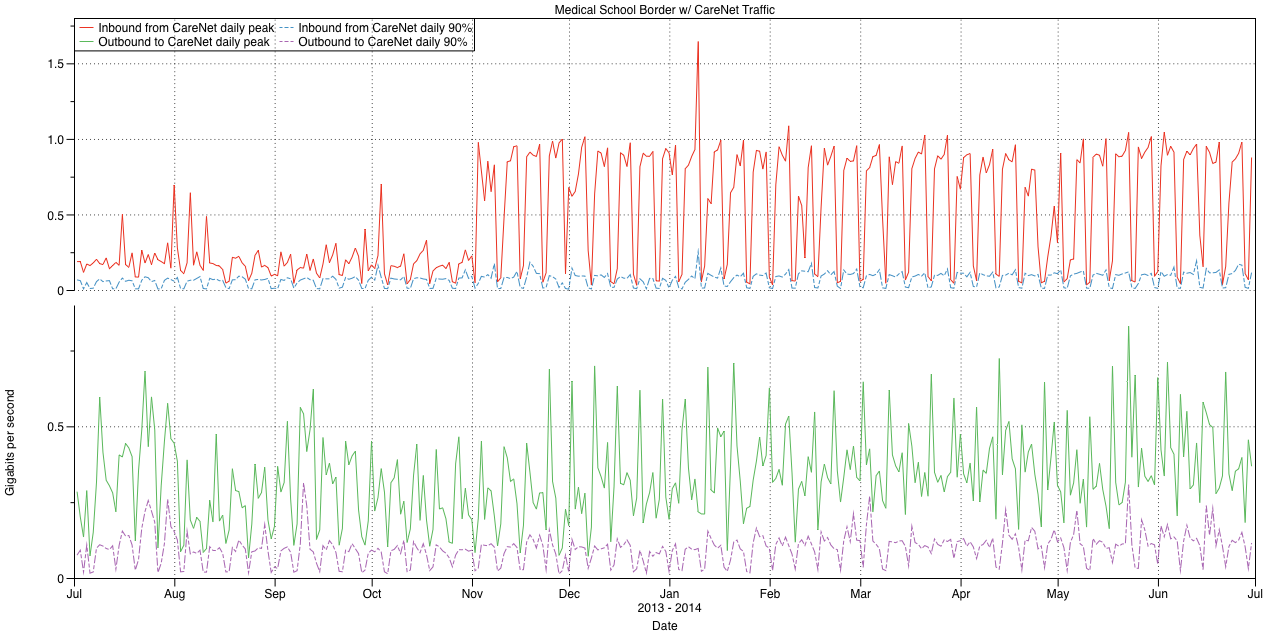 Medical School Border w/ CareNet Traffic
Inbound from CareNet daily peak Inbound from CareNet daily 90%
Outbound to CareNet daily peak Outbound to CareNet daily 90%
1.5
1.0
0.5
0
0.5
0
Gigabits per second
Jul Aug Sep Oct Nov Dec Jan Feb Mar Apr May Jun Jul
2013 - 2014
Date